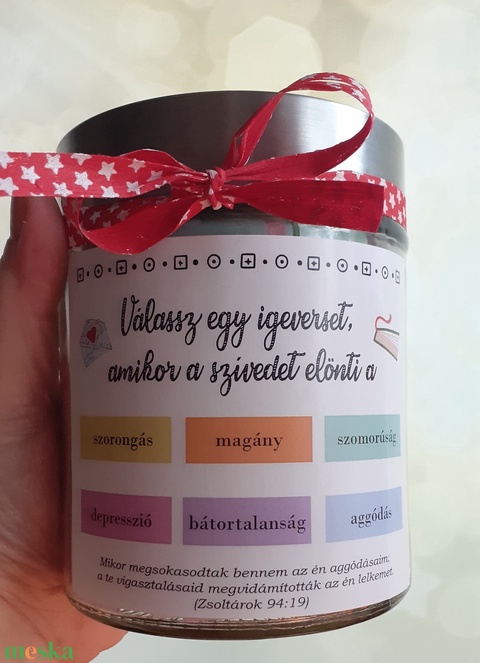 Válassz egy igeverset,
amikor a szívedet elönti a
szorongás magány szomorúság
depresszió bátortalanság aggódás
Mikor megsokasodtak bennem az én aggódásaim:
a te vigasztalásaid megvidámították az én lelkemet.
(Zsoltárok 94:19)
meska